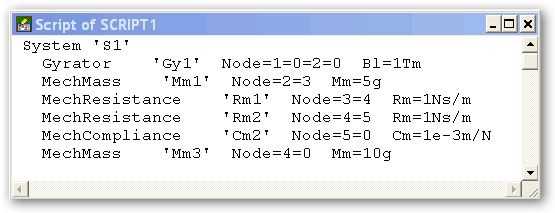 Script of SCRIPT1
System 'S1'
Gyrator 'Gy1' Node=1=0=2=0 Bl=1Tm
MechMass 'Mm1' Node=2=3 Mm=5g
MechResistance 'Rm1' Node=3=4 Rm=1Ns/m
MechResistance 'Rm2' Node=4=5 Rm=1Ns/m
MechCompliance 'Cm2' Node=5=0 Cm=1e-3m/N
MechMass 'Mm3' Node=4=0 Mm=10g